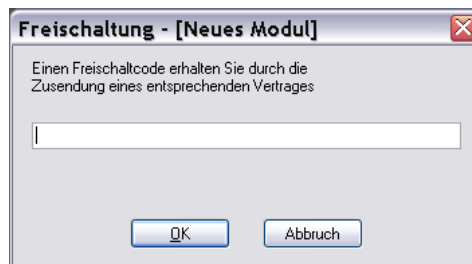 Freischaltung - [Neues Modul]
Einen Freischaltcode erhalten Sie durch die
Zusendung eines entsprechenden Vertrages
OK
Abbruch